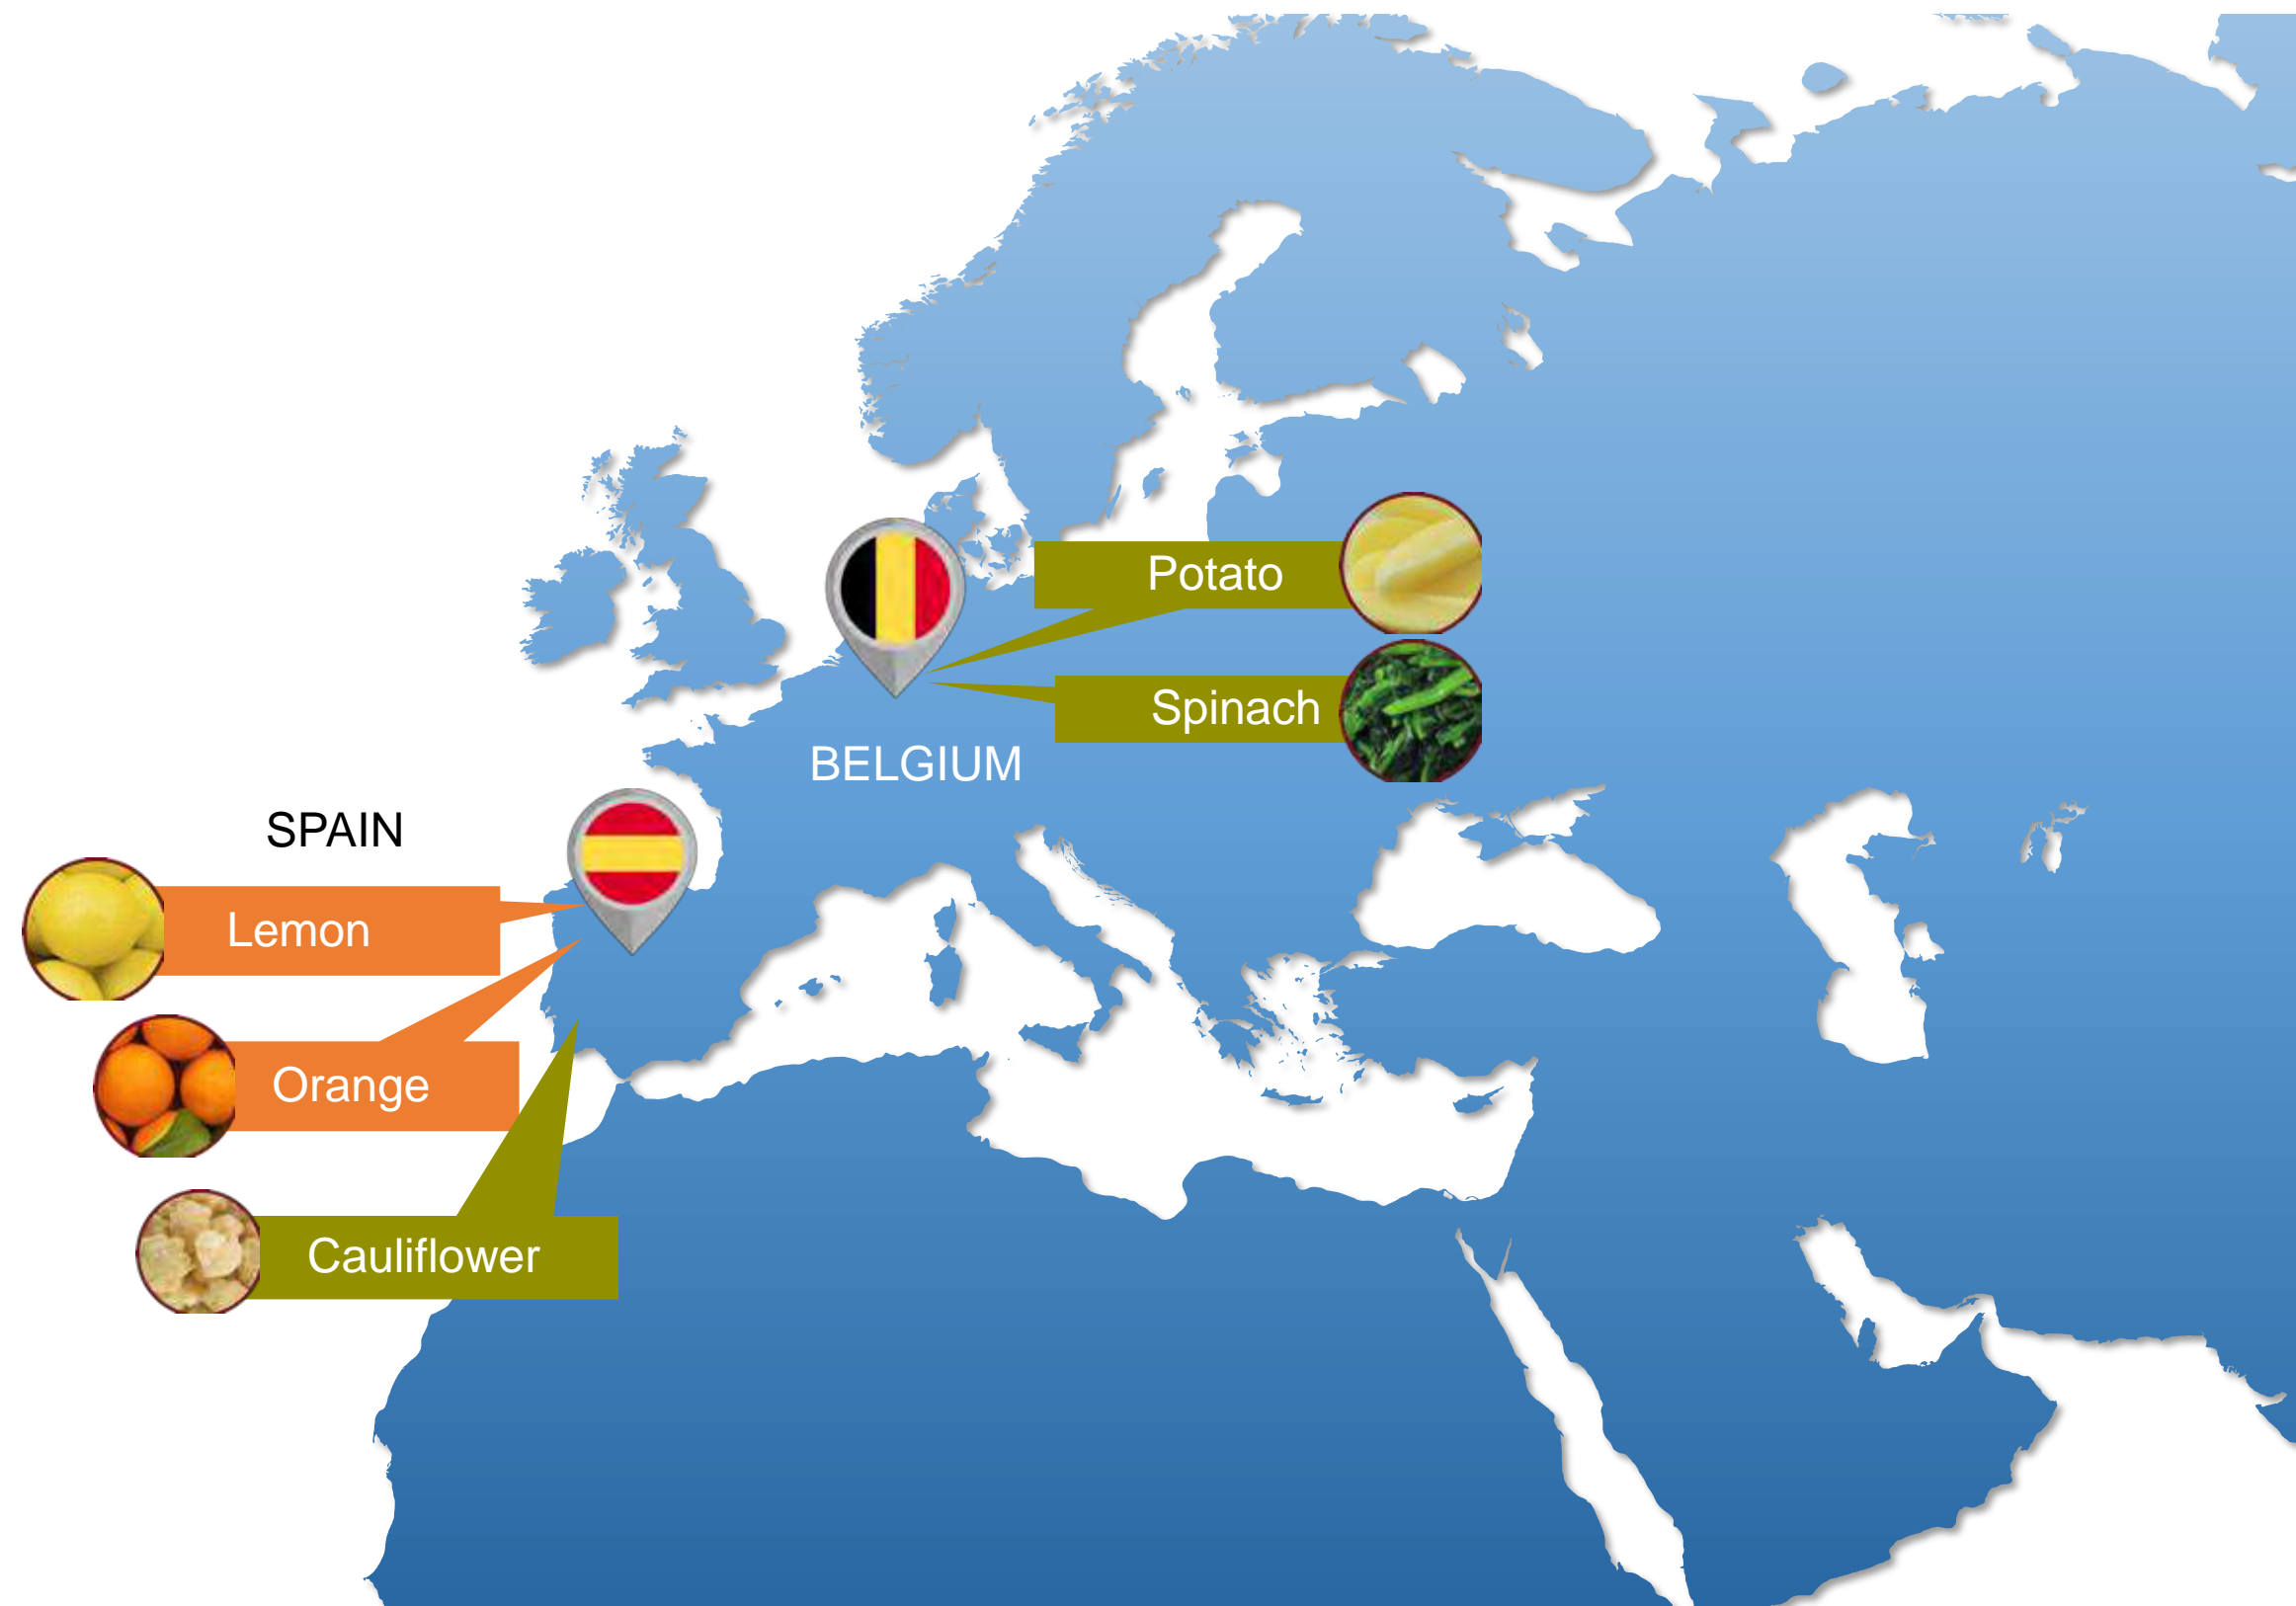 Potato
Spinach
BELGIUM
SPAIN
Lemon
Orange
Cauliflower